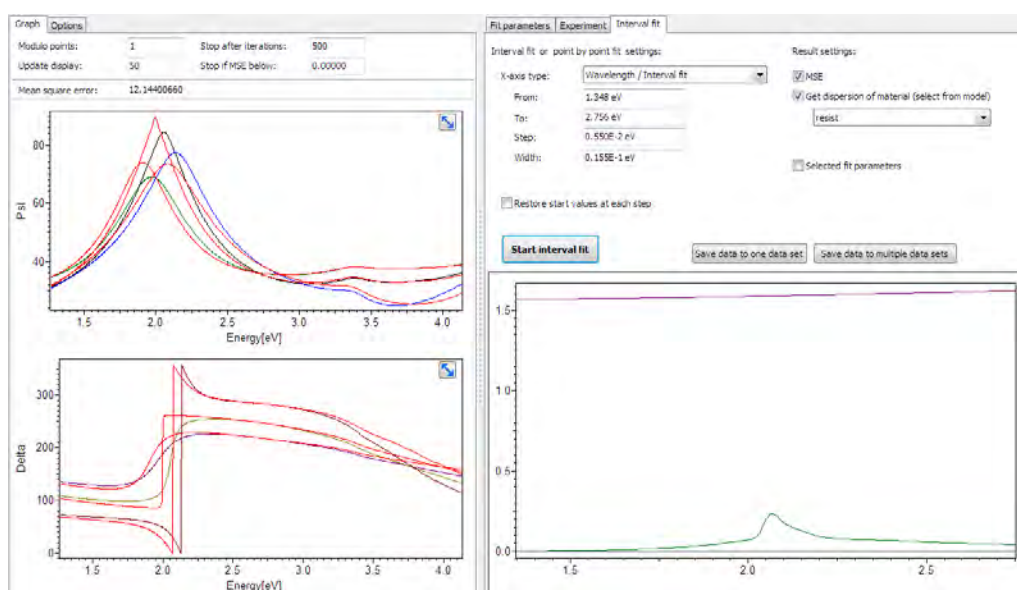 Graph Options
Modulo points: 1 Stop after iterations: 500
Update display: 50 Stop if MSE below: 0.00000
Mean square error: 12.14400660
80
60
40
Psi
1.5 2.0 2.5 3.0 3.5 4.0
Energy[eV]
300
200
100
0
Delta
1.5 2.0 2.5 3.0 3.5 4.0
Energy[eV]
Fit parameters Experiment Interval fit
Interval fit or point by point fit settings: Result settings:
X-axis type: Wavelength / Interval fit MSE
From: 1.348 eV Get dispersion of material (select from model)
To: 2.756 eV resist
Step: 0.550E-2 eV
Width: 0.155E-1 eV Selected fit parameters
Restore start values at each step
Start interval fit Save data to one data set Save data to multiple data sets
1.5
1.0
0.5
0.0
1.5 2.0 2.5